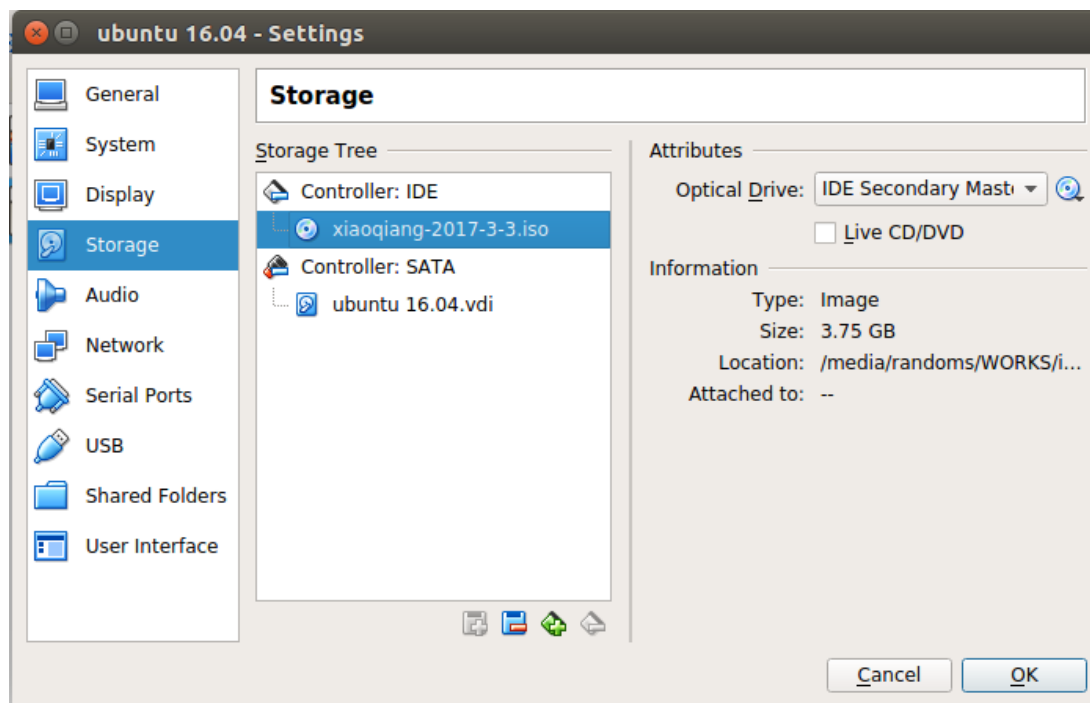 ubuntu 16.04 - Settings
General
System
Display
Storage
Audio
Network
Serial Ports
USB
Shared Folders
User Interface
Storage
Storage Tree
Controller: IDE
xiaoqiang-2017-3-3.iso
Controller: SATA
ubuntu 16.04.vdi
Attributes
Optical Drive: IDE Secondary Maste
Live CD/DVD
Information
Type: Image
Size: 3.75 GB
Location: /media/randoms/WORKS/i...
Attached to: --
Cancel
OK